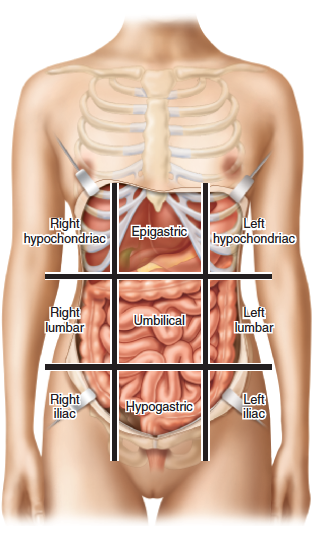 Right
hypochondriac
Epigastric
Left
hypochondriac
Right
lumbar
Umbilical
Left
lumbar
Right
iliac
Hypogastric
Left
iliac